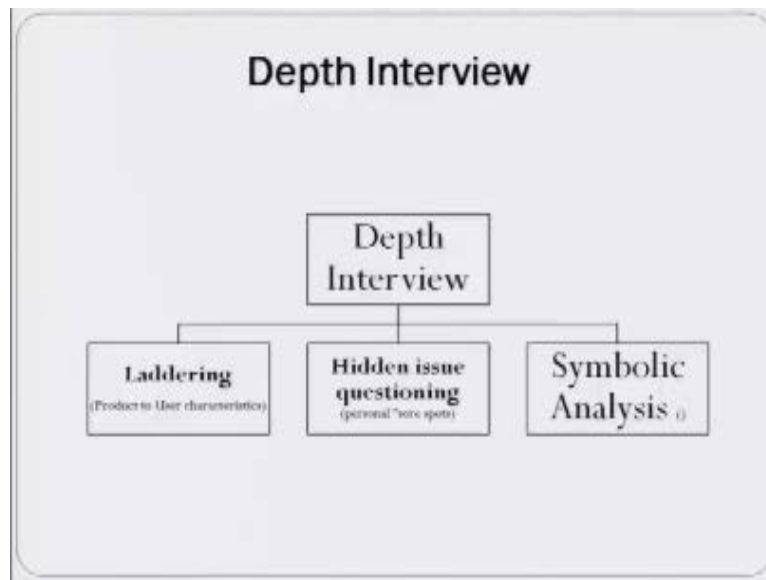 Depth Interview
Depth
Interview
Laddering
(Product to User characteristics)
Hidden issue
questioning
(personal "sore spots)
Symbolic
Analysis ()